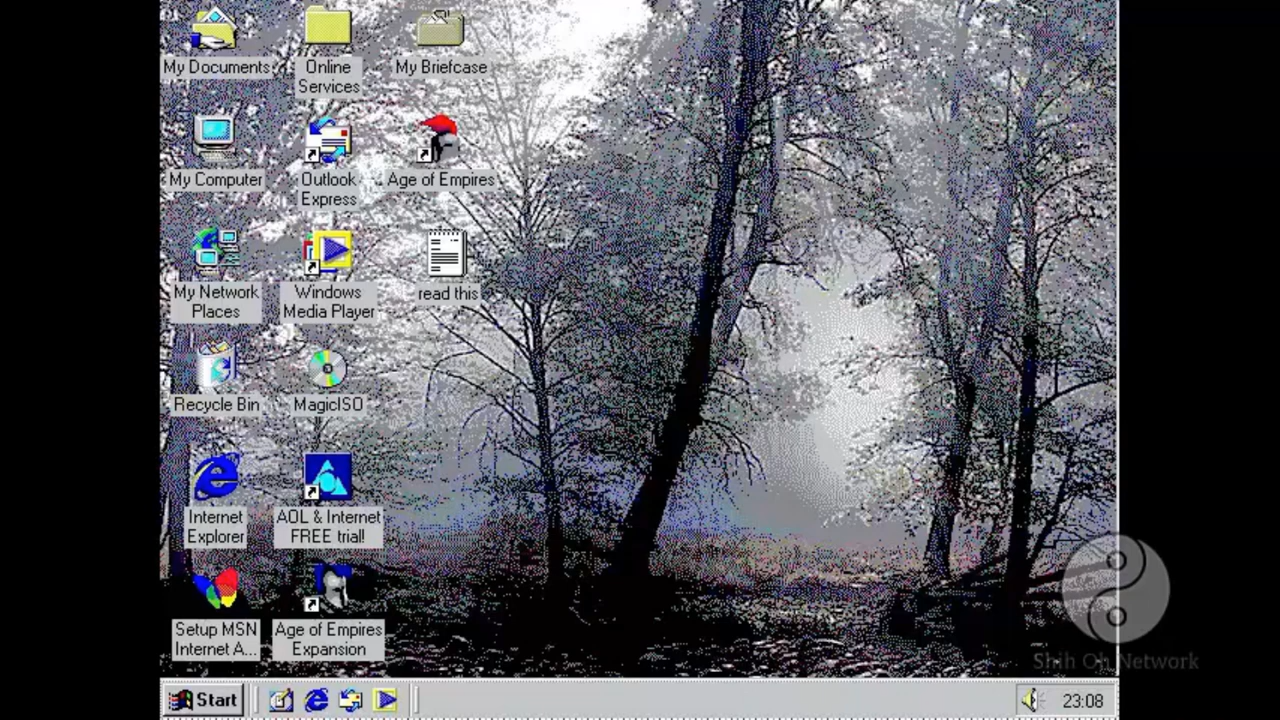 My Documents
Online
Services
My Briefcase
My Computer
Outlook
Express
Age of Empires
My Network
Places
Windows
Media Player
read this
Recycle Bin
MagicISO
Internet
Explorer
AOL & Internet
FREE trial!
Setup MSN
Internet A...
Age of Empires
Expansion
Shih Oh Network
Start
23:08